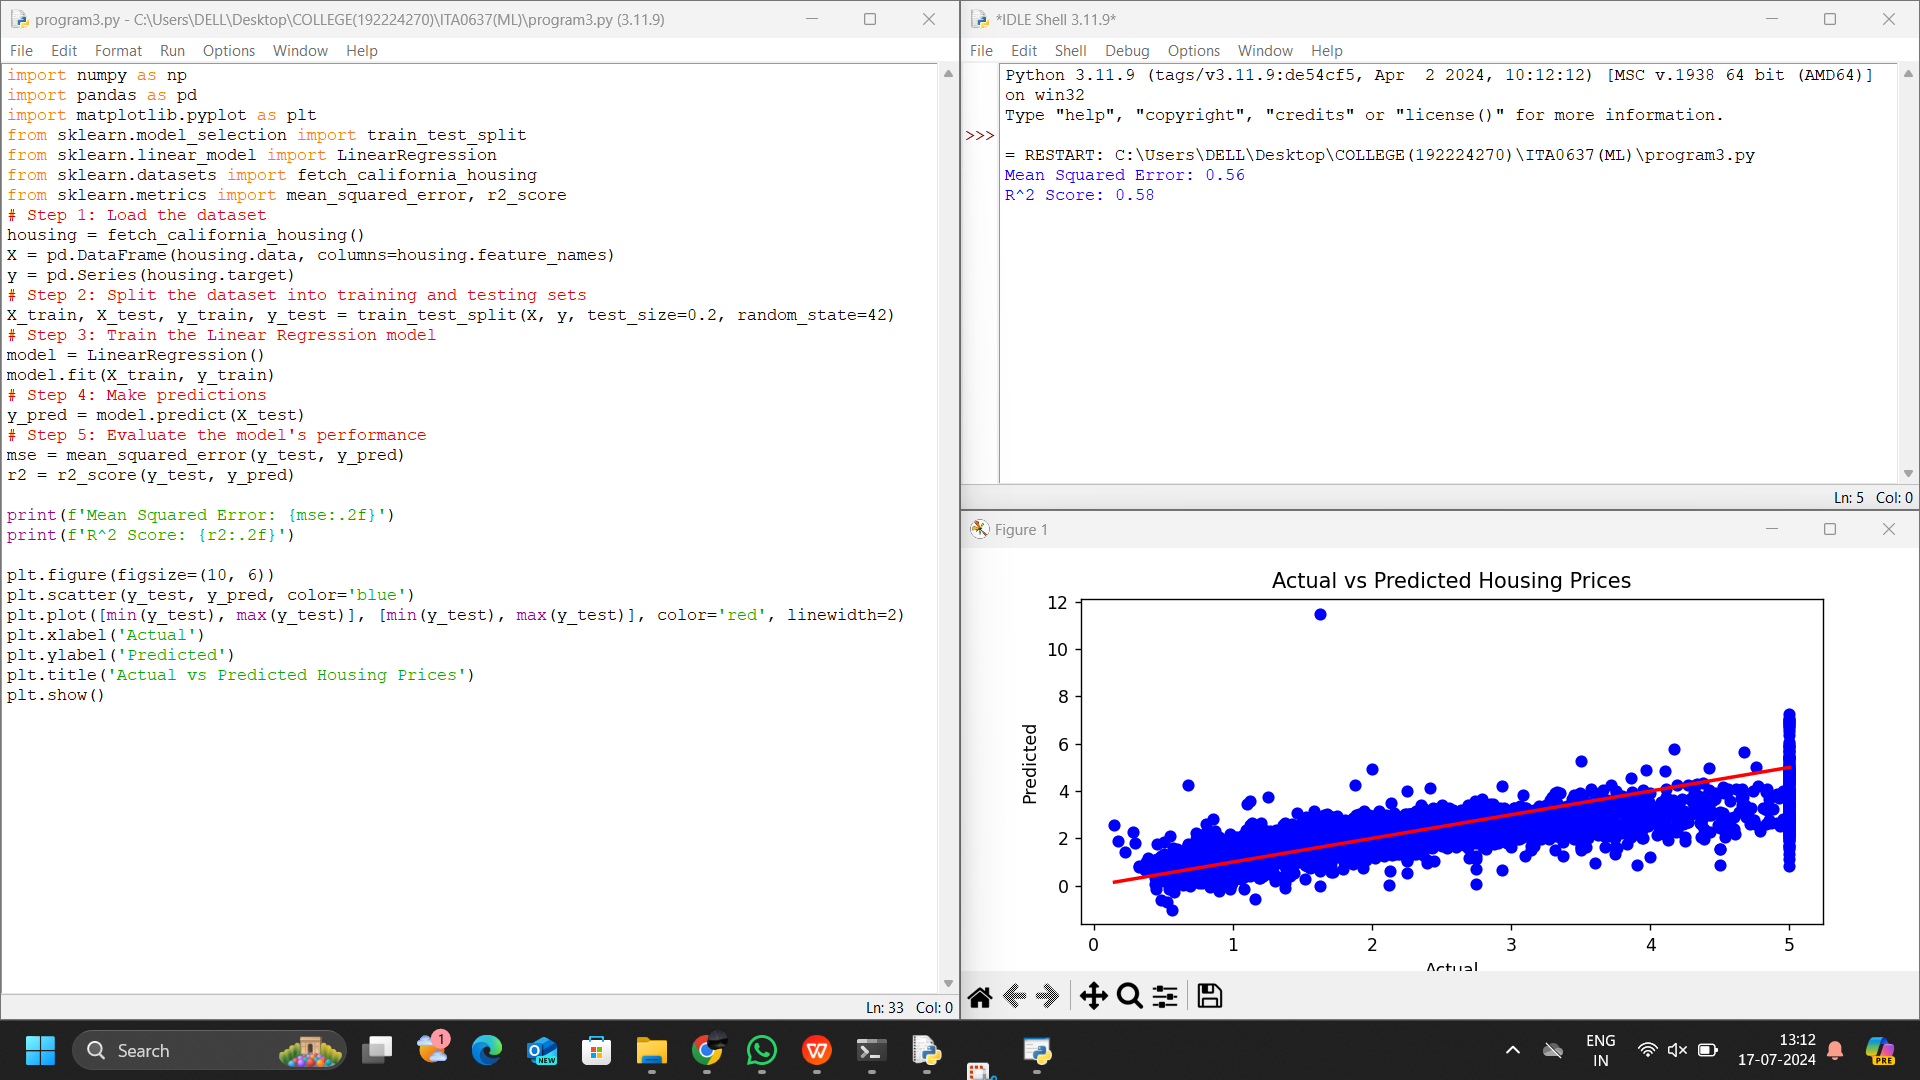 program3.py - C:\Users\DELL\Desktop\COLLEGE(192224270)\ITA0637(ML)\program3.py (3.11.9)
File Edit Format Run Options Window Help
import numpy as np
import pandas as pd
import matplotlib.pyplot as plt
from sklearn.model_selection import train_test_split
from sklearn.linear_model import LinearRegression
from sklearn.datasets import fetch_california_housing
from sklearn.metrics import mean_squared_error, r2_score
# Step 1: Load the dataset
housing = fetch_california_housing()
X = pd.DataFrame(housing.data, columns=housing.feature_names)
y = pd.Series(housing.target)
# Step 2: Split the dataset into training and testing sets
X_train, X_test, y_train, y_test = train_test_split(X, y, test_size=0.2, random_state=42)
# Step 3: Train the Linear Regression model
model = LinearRegression()
model.fit(X_train, y_train)
# Step 4: Make predictions
y_pred = model.predict(X_test)
# Step 5: Evaluate the model's performance
mse = mean_squared_error(y_test, y_pred)
r2 = r2_score(y_test, y_pred)
print(f'Mean Squared Error: {mse:.2f}')
print(f'R^2 Score: {r2:.2f}')
plt.figure(figsize=(10, 6))
plt.scatter(y_test, y_pred, color='blue')
plt.plot([min(y_test), max(y_test)], [min(y_test), max(y_test)], color='red', linewidth=2)
plt.xlabel('Actual')
plt.ylabel('Predicted')
plt.title('Actual vs Predicted Housing Prices')
plt.show()
Ln: 33 Col: 0
*IDLE Shell 3.11.9*
File Edit Shell Debug Options Window Help
Python 3.11.9 (tags/v3.11.9:de54cf5, Apr  2 2024, 10:12:12) [MSC v.1938 64 bit (AMD64)]
on win32
Type "help", "copyright", "credits" or "license()" for more information.
>>>
= RESTART: C:\Users\DELL\Desktop\COLLEGE(192224270)\ITA0637(ML)\program3.py
Mean Squared Error: 0.56
R^2 Score: 0.58
Ln: 5 Col: 0
Figure 1
Actual vs Predicted Housing Prices
12
10
8
6
4
2
0
Predicted
0 1 2 3 4 5
Actual
Search
1
NEW
ENG
IN
13:12
17-07-2024
PRE